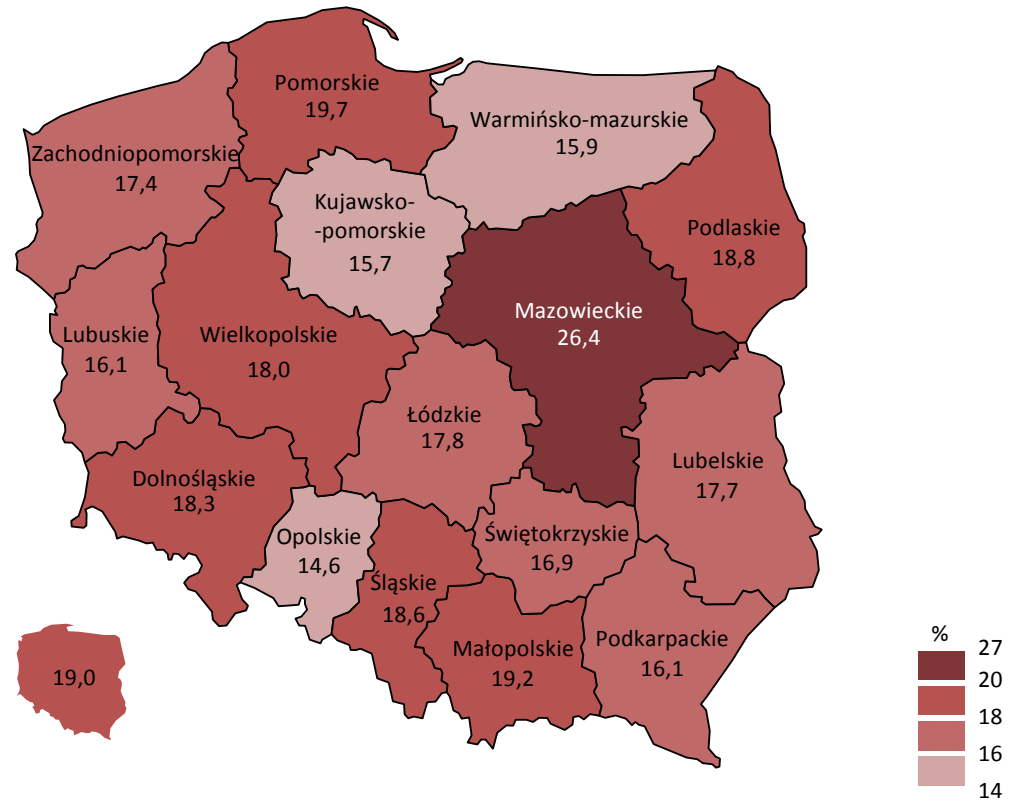 Pomorskie
19,7
Warmińsko-mazurskie
15,9
Zachodniopomorskie
17,4
Kujawsko-
-pomorskie
15,7
Podlaskie
18,8
Mazowieckie
26,4
Lubuskie
16,1
Wielkopolskie
18,0
Łódzkie
17,8
Lubelskie
17,7
Dolnośląskie
18,3
Opolskie
14,6
Śląskie
18,6
Świętokrzyskie
16,9
Małopolskie
19,2
Podkarpackie
16,1
19,0
%
27
20
18
16
14